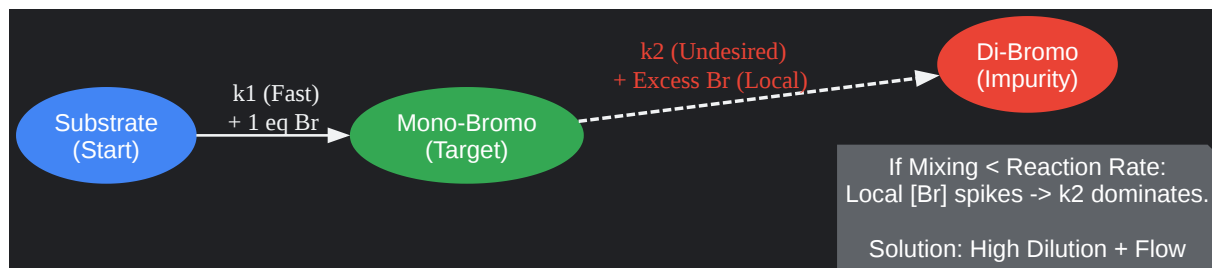 Substrate
(Start)
k1 (Fast)
+ 1 eq Br
Mono-Bromo
(Target)
k2 (Undesired)
+ Excess Br (Local)
Di-Bromo
(Impurity)
If Mixing < Reaction Rate:
Local [Br] spikes -> k2 dominates.
Solution: High Dilution + Flow